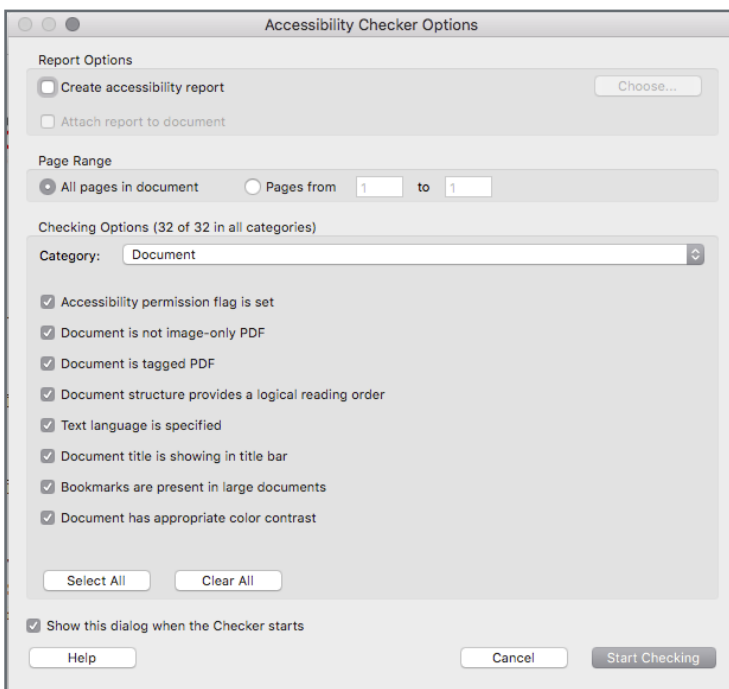 Accessibility Checker Options
Report Options
Create accessibility report Choose...
Attach report to document
Page Range
All pages in document Pages from 1 to 1
Checking Options (32 of 32 in all categories)
Category: Document
Accessibility permission flag is set
Document is not image-only PDF
Document is tagged PDF
Document structure provides a logical reading order
Text language is specified
Document title is showing in title bar
Bookmarks are present in large documents
Document has appropriate color contrast
Select All Clear All
Show this dialog when the Checker starts
Help Cancel Start Checking